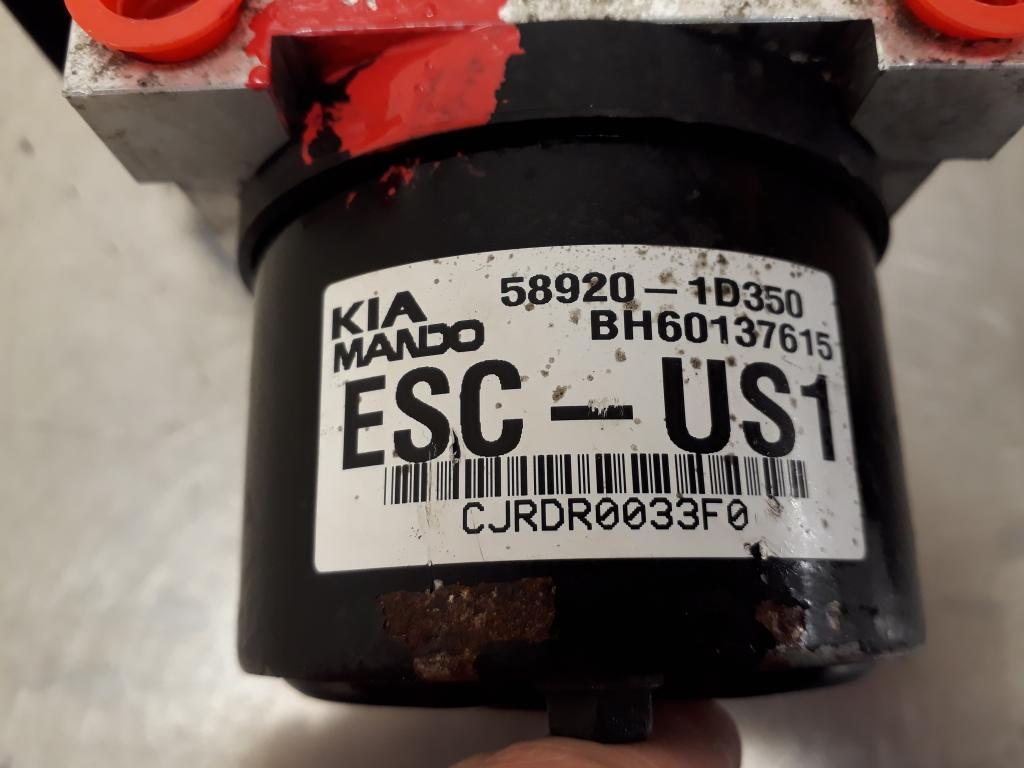 KIA 58920-1D350
MANDO BH60137615
ESC-US1
CJRDR0033F0